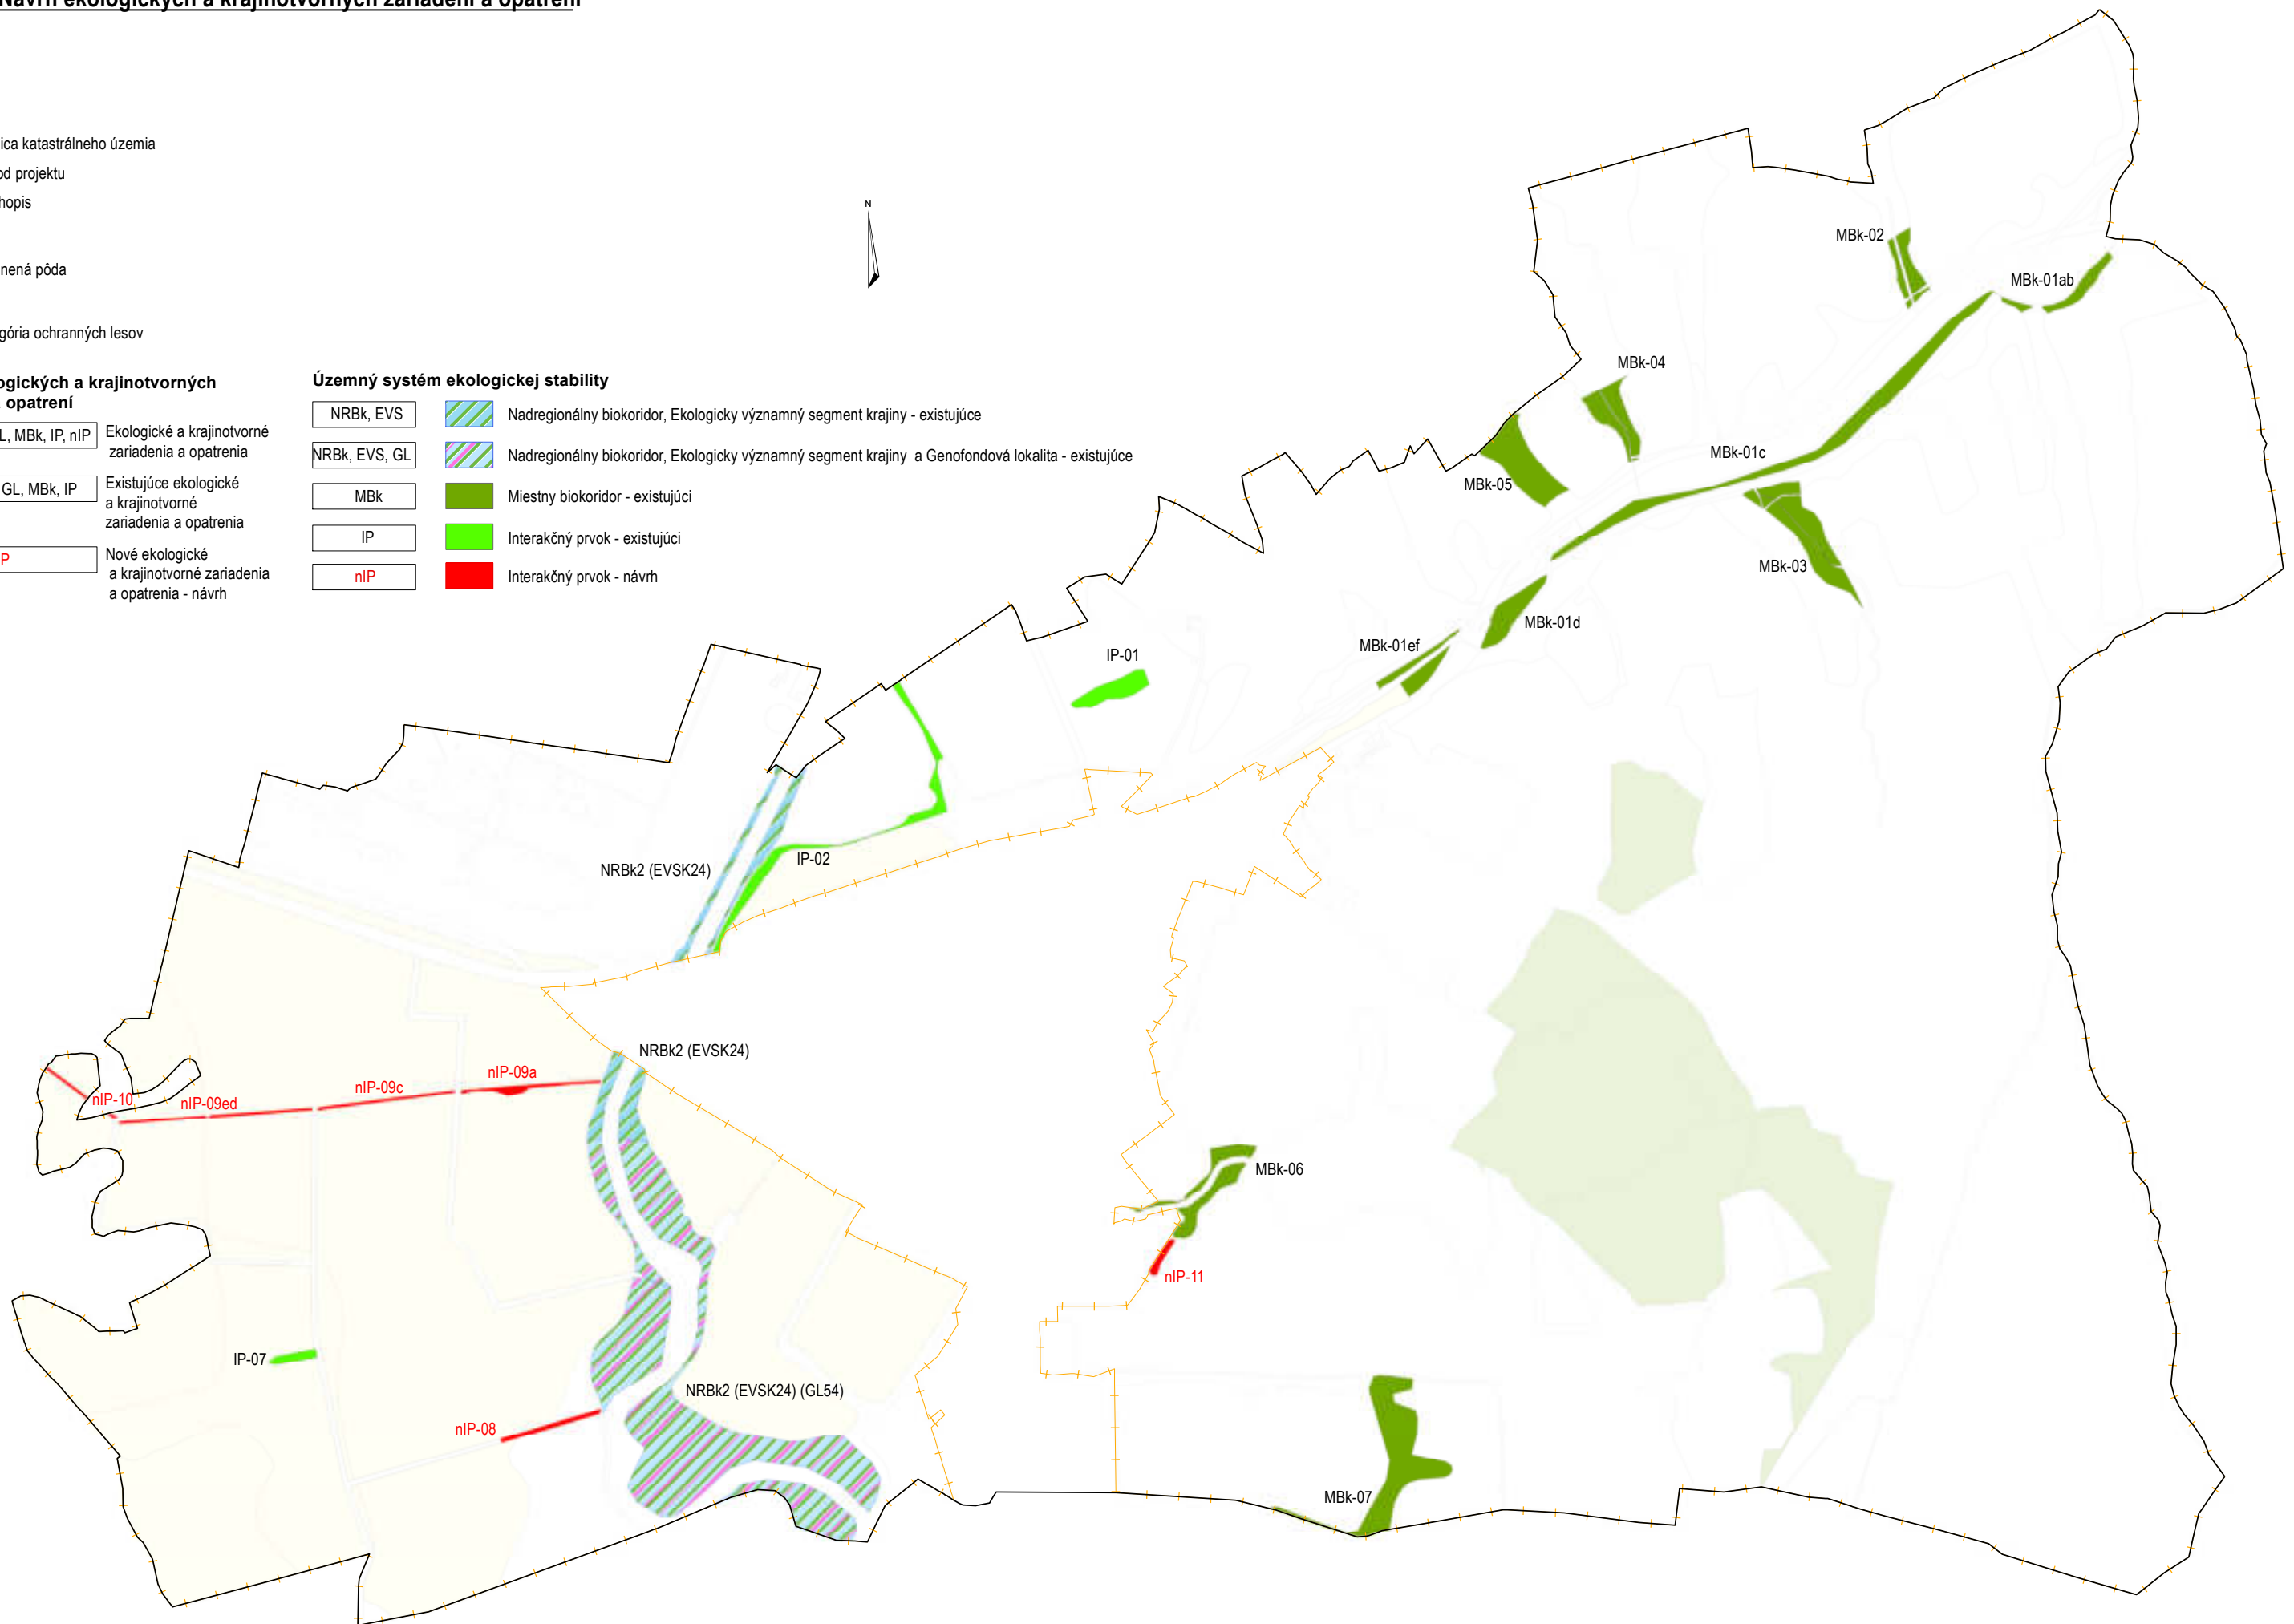 Návrh ekologických a krajinotvorných zariadení a opatrení
ica katastrálneho územia
od projektu
hopis
nená pôda
gória ochranných lesov
ogických a krajinotvorných
opatrení
L, MBk, IP, nIP
Ekologické a krajinotvorné
zariadenia a opatrenia
GL, MBk, IP
Existujúce ekologické
a krajinotvorné
zariadenia a opatrenia
P
Nové ekologické
a krajinotvorné zariadenia
a opatrenia - návrh
Územný systém ekologickej stability
NRBk, EVS
Nadregionálny biokoridor, Ekologicky významný segment krajiny - existujúce
NRBk, EVS, GL
Nadregionálny biokoridor, Ekologicky významný segment krajiny a Genofondová lokalita - existujúce
MBk
Miestny biokoridor - existujúci
IP
Interakčný prvok - existujúci
nIP
Interakčný prvok - návrh
N
MBk-02
MBk-01ab
MBk-04
MBk-01c
MBk-05
MBk-03
MBk-01d
MBk-01ef
IP-01
IP-02
NRBk2 (EVSK24)
NRBk2 (EVSK24)
nIP-09a
nIP-09c
nIP-10
nIP-09ed
MBk-06
nIP-11
IP-07
NRBk2 (EVSK24) (GL54)
nIP-08
MBk-07